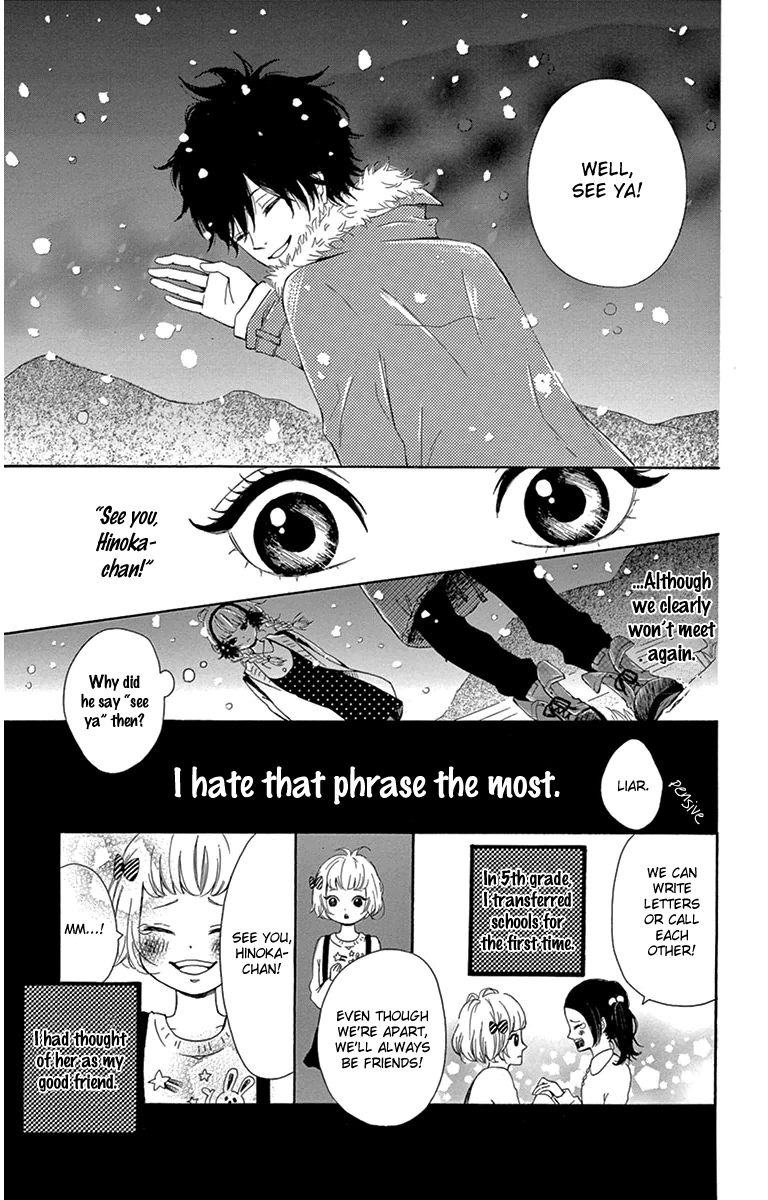 WELL,
SEE YA!
...Although
we clearly
won't meet
again.
"See you,
Hinoka-
chan!"
Why did
he say "see
ya" then?
LIAR.
pensive
I hate that phrase the most.
In 5th grade,
I transferred
schools for
the first time.
WE CAN
WRITE
LETTERS
OR CALL
EACH
OTHER!
EVEN THOUGH
WE'RE APART,
WE'LL ALWAYS
BE FRIENDS!
SEE YOU,
HINOKA-
CHAN!
MM...!
I had thought
of her as my
good friend.